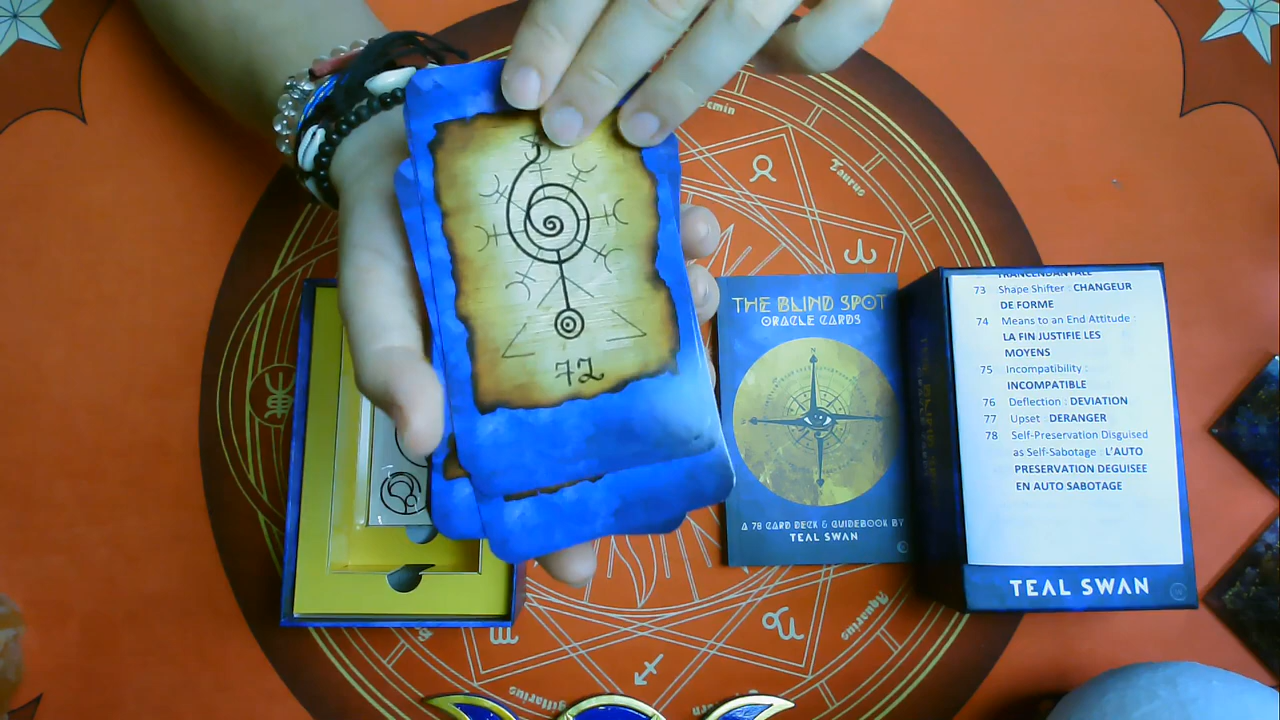 72
THE BLIND SPOT
ORACLE CARDS
A 78 CARD DECK & GUIDEBOOK BY
TEAL SWAN
TRANCENDANTALE
73 Shape Shifter : CHANGEUR
DE FORME
74 Means to an End Attitude :
LA FIN JUSTIFIE LES
MOYENS
75 Incompatibility :
INCOMPATIBLE
76 Deflection : DEVIATION
77 Upset : DERANGER
78 Self-Preservation Disguised
as Self-Sabotage : L'AUTO
PRESERVATION DEGUISEE
EN AUTO SABOTAGE
TEAL SWAN
Taurus
Aquarius
Sagittarius